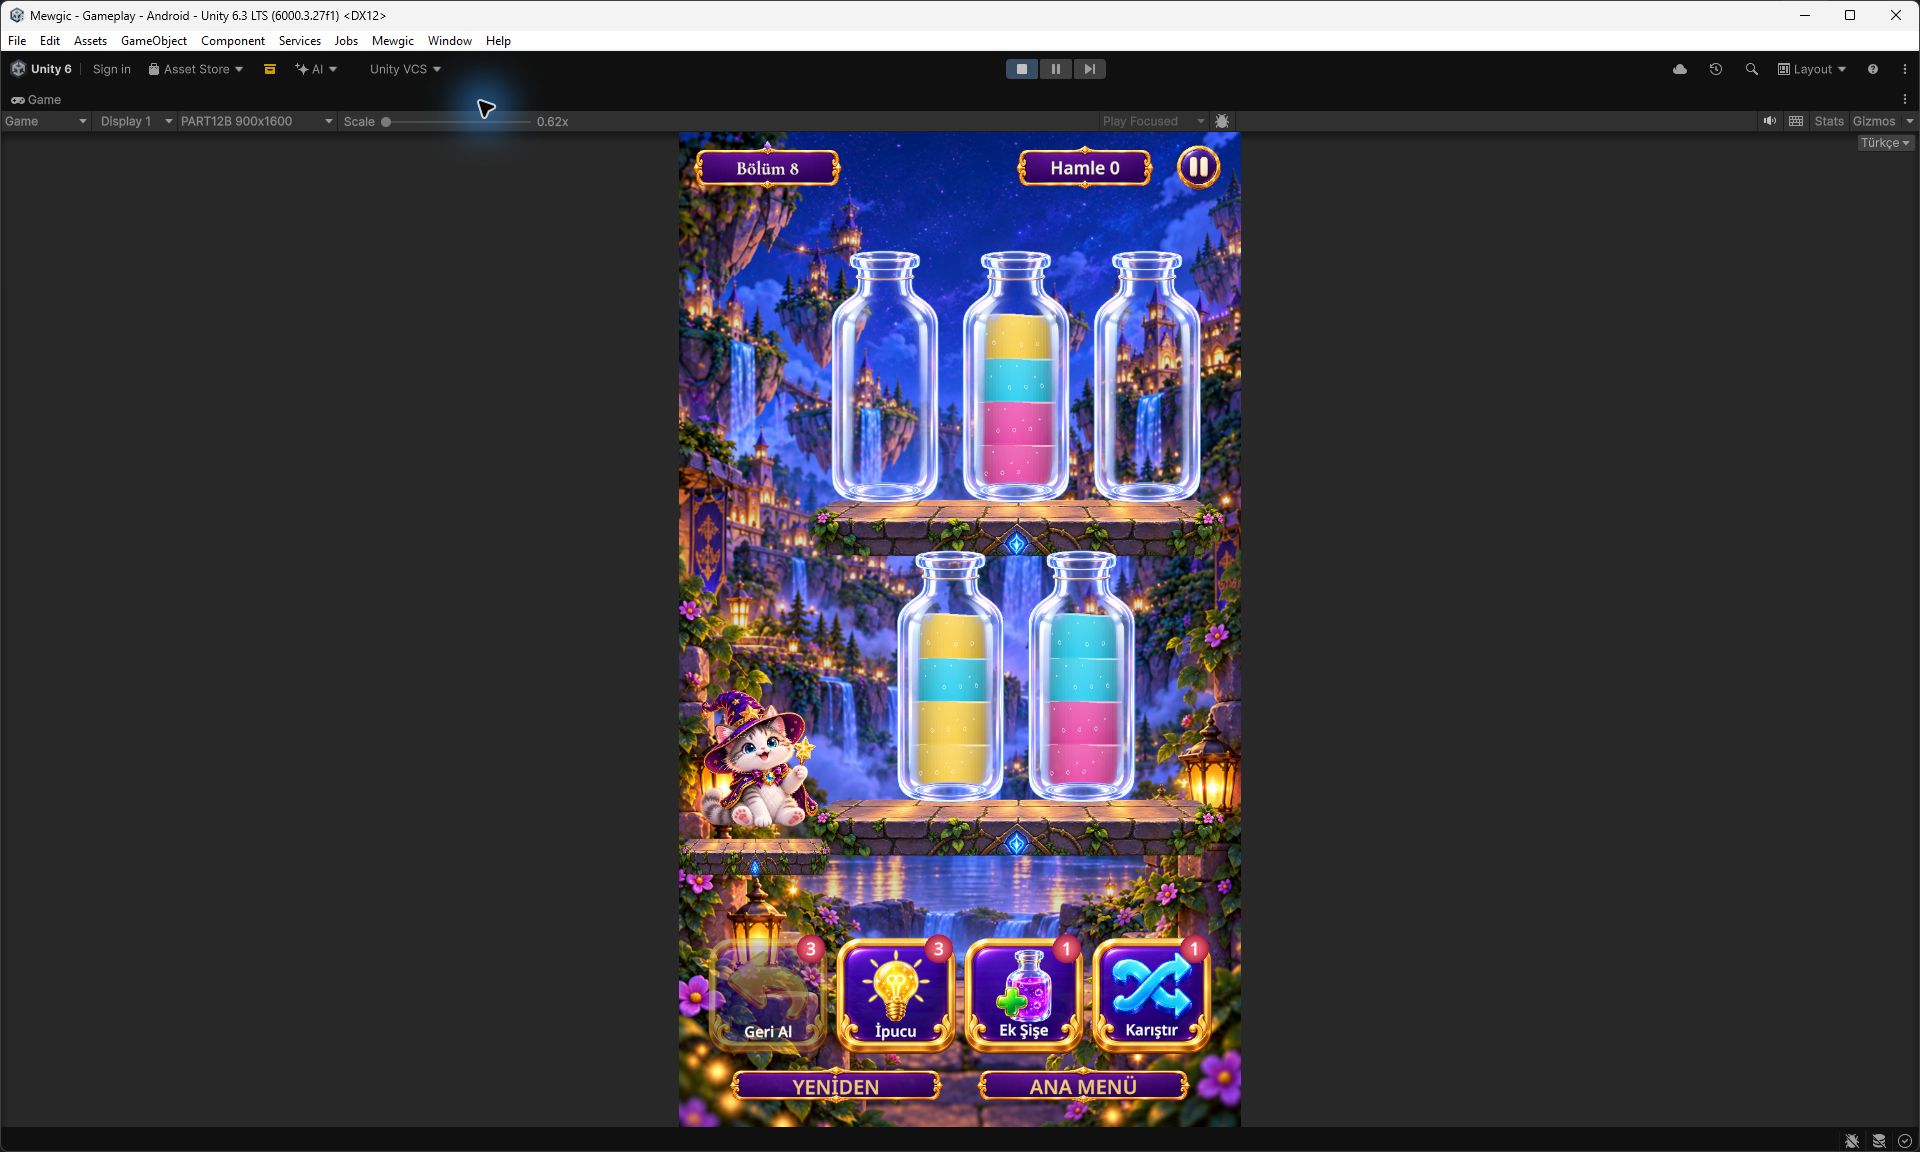 Mewgic - Gameplay - Android - Unity 6.3 LTS (6000.3.27f1) <DX12>
File Edit Assets GameObject Component Services Jobs Mewgic Window Help
Unity 6 Sign in Asset Store AI Unity VCS Layout
Game
Game Display 1 PART12B 900x1600 Scale 0.62x Play Focused Stats Gizmos
Türkçe
Bölüm 8
Hamle 0
3
3
1
1
Geri Al
İpucu
Ek Şişe
Karıştır
YENİDEN
ANA MENÜ